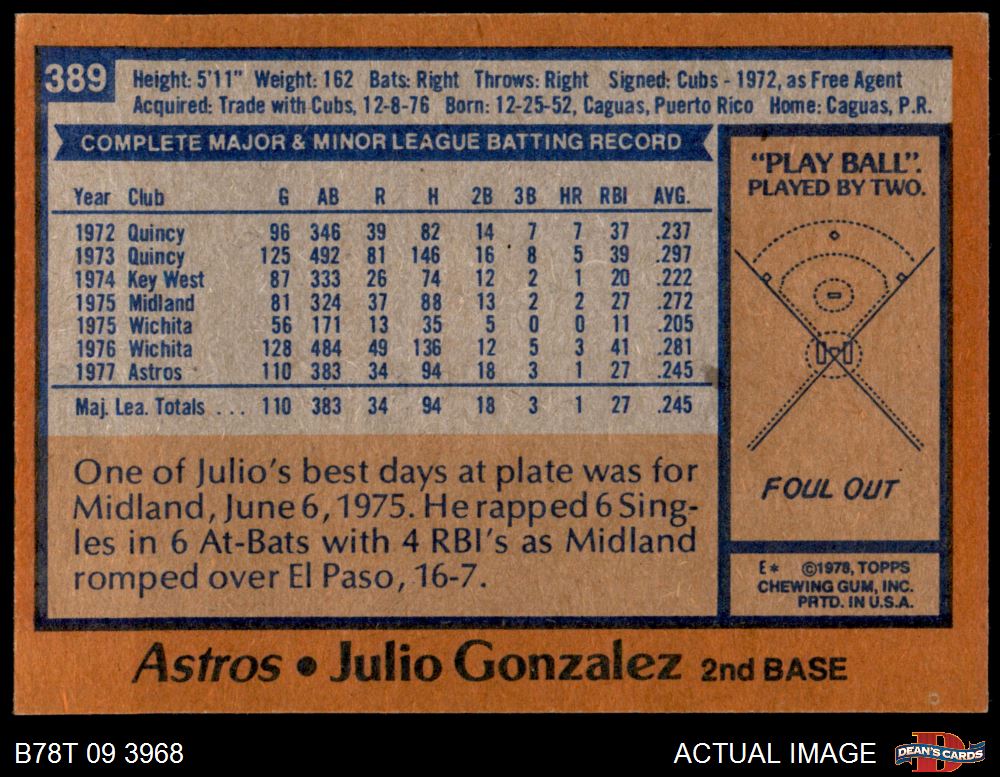 389
Height: 5'11" Weight: 162 Bats: Right Throws: Right Signed: Cubs - 1972, as Free Agent
Acquired: Trade with Cubs, 12-8-76 Born: 12-25-52, Caguas, Puerto Rico Home: Caguas, P.R.
COMPLETE MAJOR & MINOR LEAGUE BATTING RECORD
Year Club G AB R H 2B 3B HR RBI AVG.
1972 Quincy 96 346 39 82 14 7 7 37 .237
1973 Quincy 125 492 81 146 16 8 5 39 .297
1974 Key West 87 333 26 74 12 2 1 20 .222
1975 Midland 81 324 37 88 13 2 2 27 .272
1975 Wichita 56 171 13 35 5 0 0 11 .205
1976 Wichita 128 484 49 136 12 5 3 41 .281
1977 Astros 110 383 34 94 18 3 1 27 .245
Maj. Lea. Totals ... 110 383 34 94 18 3 1 27 .245
One of Julio's best days at plate was for
Midland, June 6, 1975. He rapped 6 Sing-
les in 6 At-Bats with 4 RBI's as Midland
romped over El Paso, 16-7.
"PLAY BALL".
PLAYED BY TWO.
FOUL OUT
E* ©1978, TOPPS
CHEWING GUM, INC.
PRTD. IN U.S.A.
Astros • Julio Gonzalez 2nd BASE
B78T 09 3968
ACTUAL IMAGE
D
DEAN'S CARDS